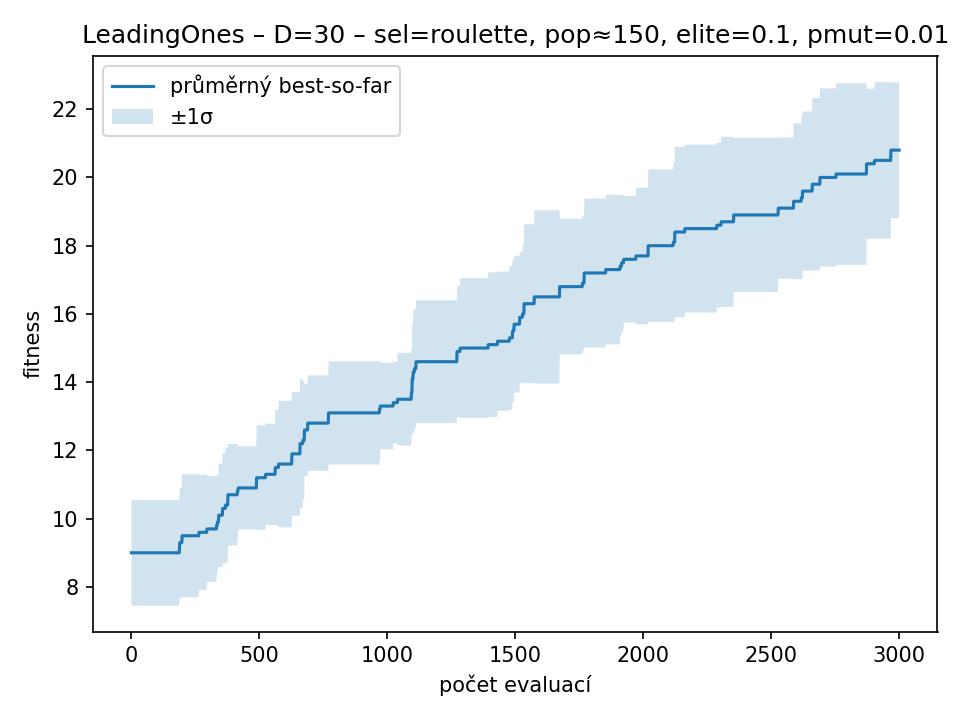 LeadingOnes – D=30 – sel=roulette, pop≈150, elite=0.1, pmut=0.01
průměrný best-so-far
±1σ
fitness
22
20
18
16
14
12
10
8
0 500 1000 1500 2000 2500 3000
počet evaluací